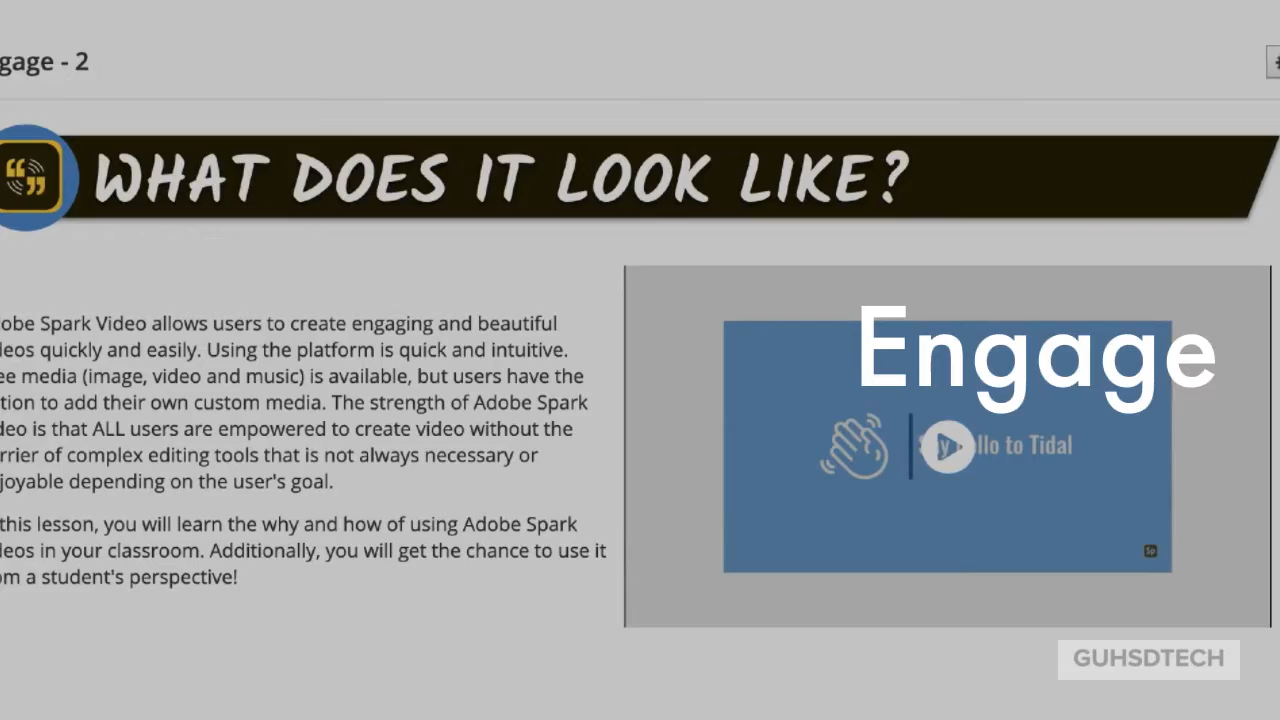 gage - 2
WHAT DOES IT LOOK LIKE?
obe Spark Video allows users to create engaging and beautiful
eos quickly and easily. Using the platform is quick and intuitive.
ee media (image, video and music) is available, but users have the
tion to add their own custom media. The strength of Adobe Spark
deo is that ALL users are empowered to create video without the
rrier of complex editing tools that is not always necessary or
joyable depending on the user's goal.
this lesson, you will learn the why and how of using Adobe Spark
eos in your classroom. Additionally, you will get the chance to use it
om a student's perspective!
Engage
llo to Tidal
Sp
GUHSDTECH